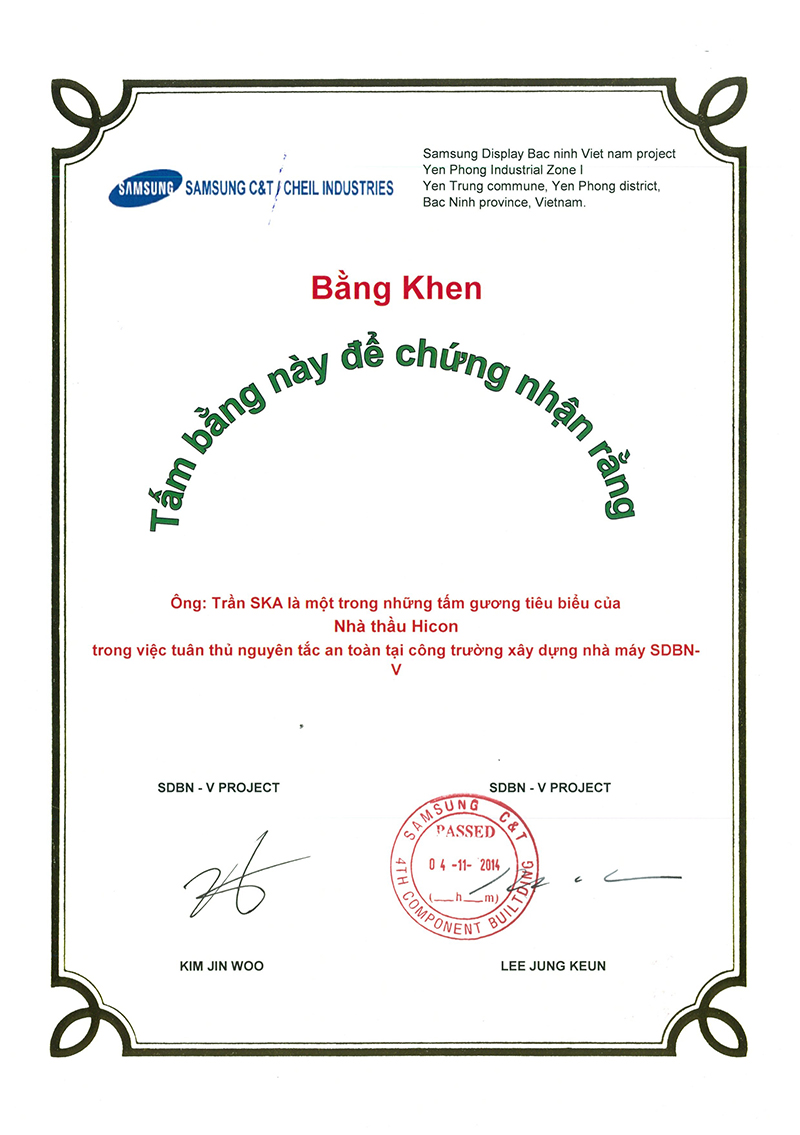 SAMSUNG SAMSUNG C&T / CHEIL INDUSTRIES
Samsung Display Bac ninh Viet nam project
Yen Phong Industrial Zone I
Yen Trung commune, Yen Phong district,
Bac Ninh province, Vietnam.
Bằng Khen
Tấm bằng này để chứng nhận rằng
Ông: Trần SKA là một trong những tấm gương tiêu biểu của
Nhà thầu Hicon
trong việc tuân thủ nguyên tắc an toàn tại công trường xây dựng nhà máy SDBN-
V
SDBN - V PROJECT
SDBN - V PROJECT
SAMSUNG C&T
PASSED
04 -11- 2014
(__h__m)
4TH COMPONENT BUILTDING
KIM JIN WOO
LEE JUNG KEUN